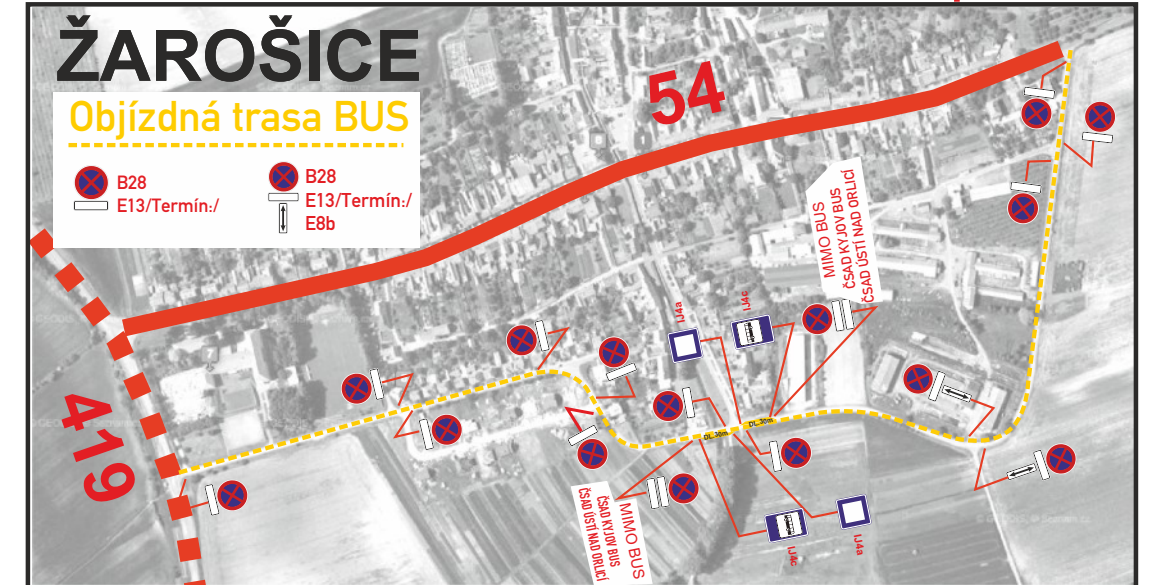 ŽAROŠICE
Objízdná trasa BUS
B28
E13/Termín:/
B28
E13/Termín:/
E8b
54
419
MIMO BUS
ČSAD KYJOV BUS
ČSAD ÚSTÍ NAD ORLICÍ
IJ4a
IJ4c
DL.30m
DL.30m
MIMO BUS
ČSAD KYJOV BUS
ČSAD ÚSTÍ NAD ORLICÍ
IJ4c
IJ4a